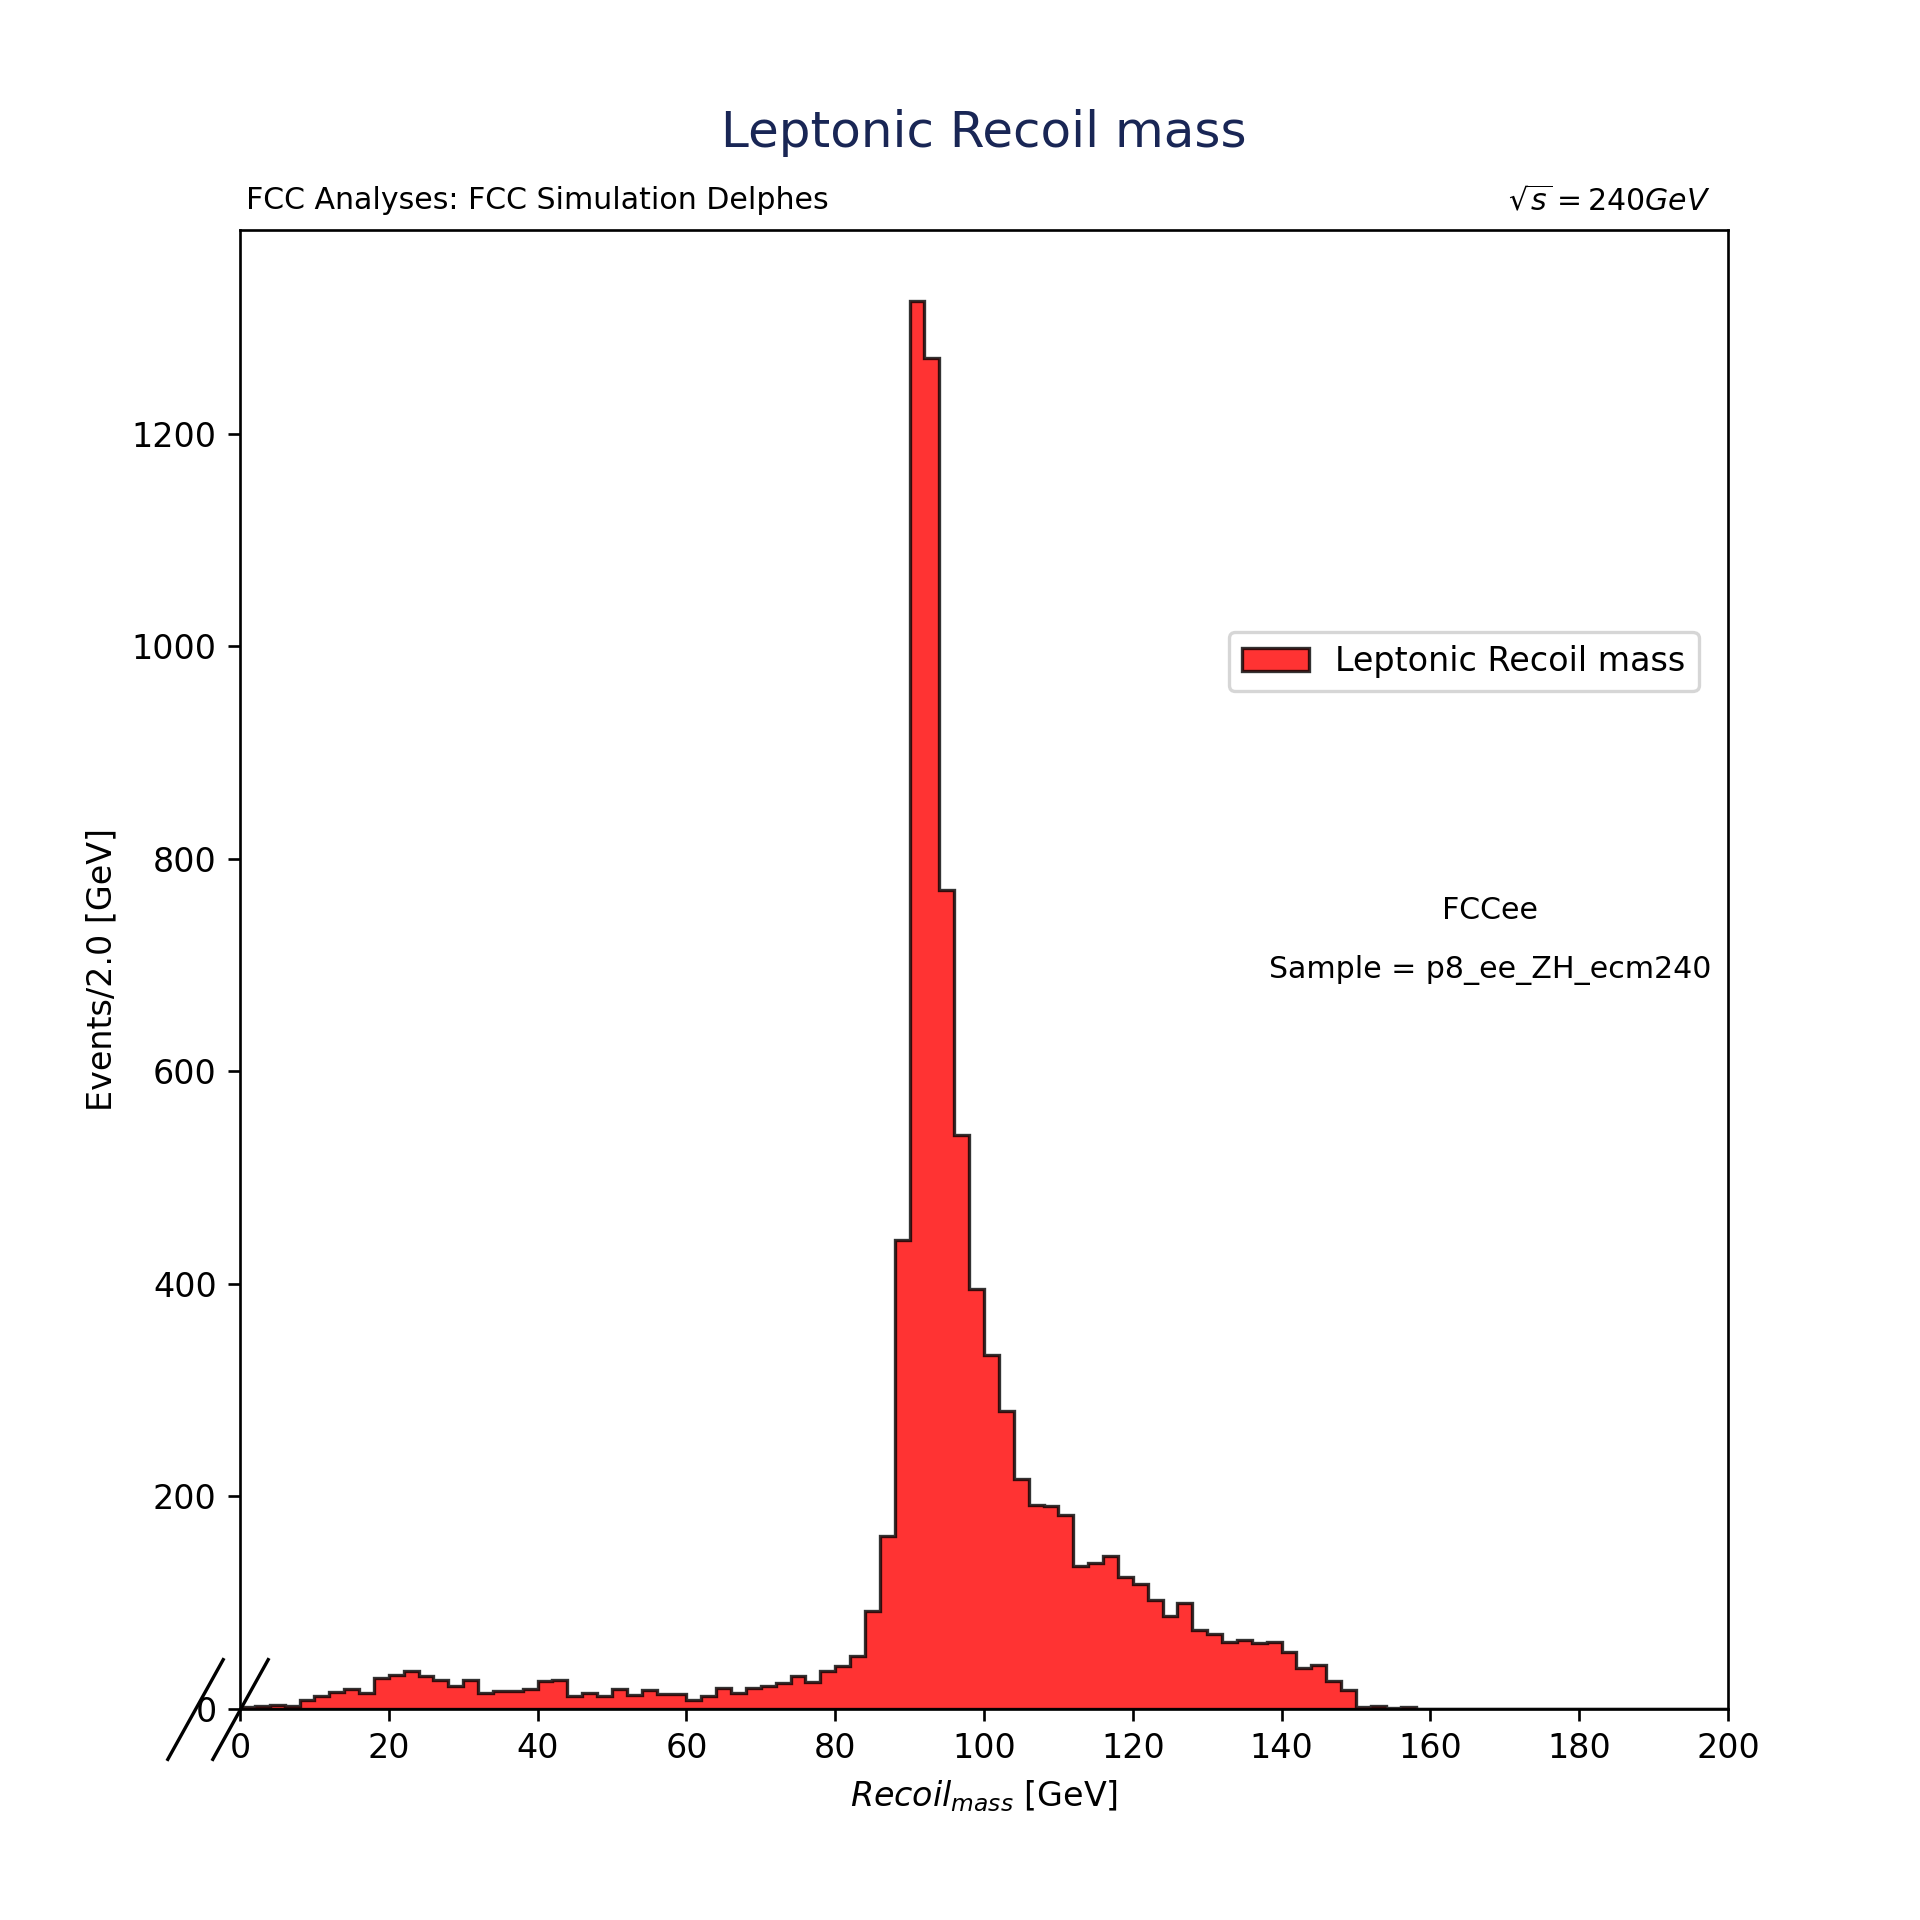 Leptonic Recoil mass
FCC Analyses: FCC Simulation Delphes
√s = 240GeV
1200
1000
800
600
400
200
0
Events/2.0 [GeV]
Leptonic Recoil mass
FCCee
Sample = p8_ee_ZH_ecm240
0 20 40 60 80 100 120 140 160 180 200
Recoil_mass [GeV]